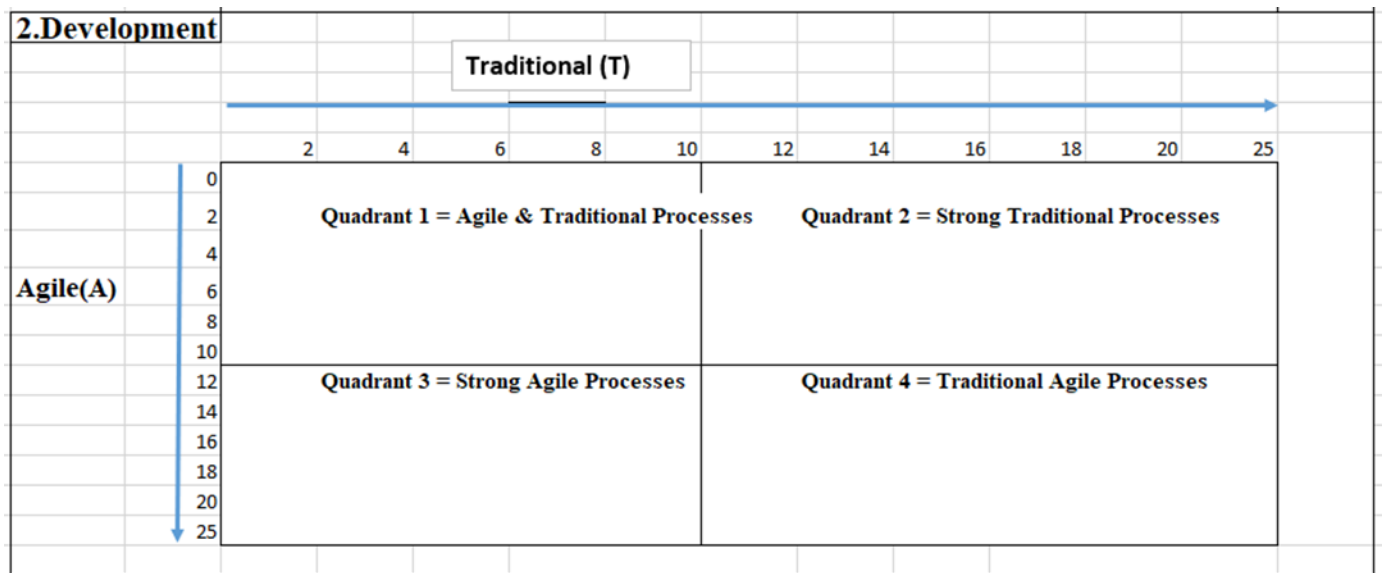 2.Development
Traditional (T)
2 4 6 8 10 12 14 16 18 20 25
0
2 Quadrant 1 = Agile & Traditional Processes Quadrant 2 = Strong Traditional Processes
4
Agile(A) 6
8
10
12 Quadrant 3 = Strong Agile Processes Quadrant 4 = Traditional Agile Processes
14
16
18
20
25